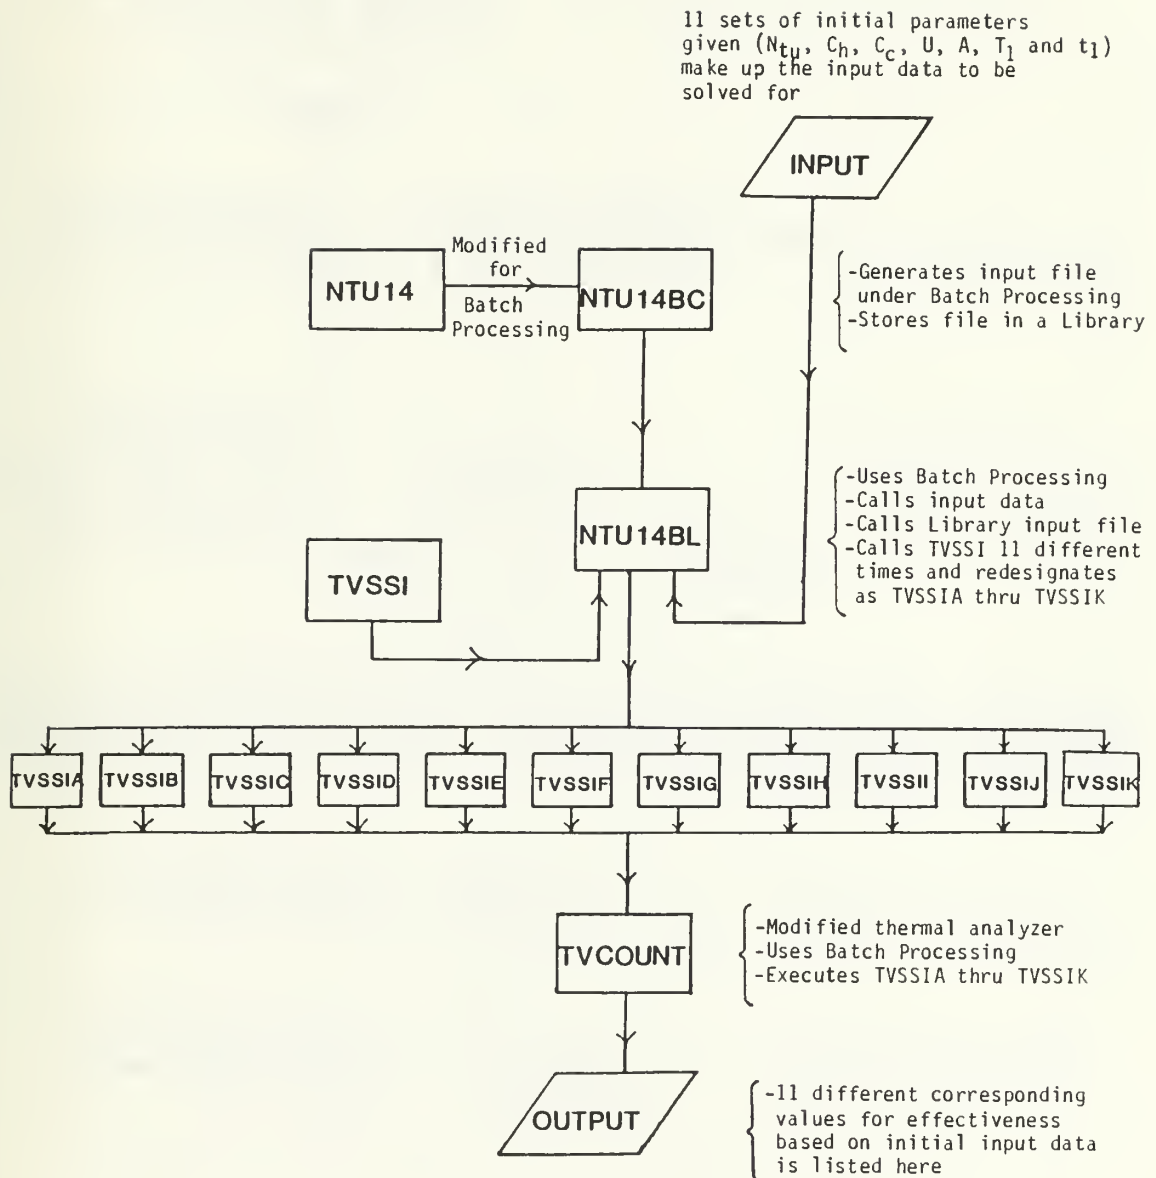 11 sets of initial parameters
given (Ntu, Ch, Cc, U, A, T1 and t1)
make up the input data to be
solved for
INPUT
NTU14
Modified
for
Batch
Processing
NTU14BC
-Generates input file
under Batch Processing
-Stores file in a Library
NTU14BL
-Uses Batch Processing
-Calls input data
-Calls Library input file
-Calls TVSSI 11 different
times and redesignates
as TVSSIA thru TVSSIK
TVSSI
TVSSIA
TVSSIB
TVSSIC
TVSSID
TVSSIE
TVSSIF
TVSSIG
TVSSIH
TVSSII
TVSSIJ
TVSSIK
TVCOUNT
-Modified thermal analyzer
-Uses Batch Processing
-Executes TVSSIA thru TVSSIK
OUTPUT
-11 different corresponding
values for effectiveness
based on initial input data
is listed here